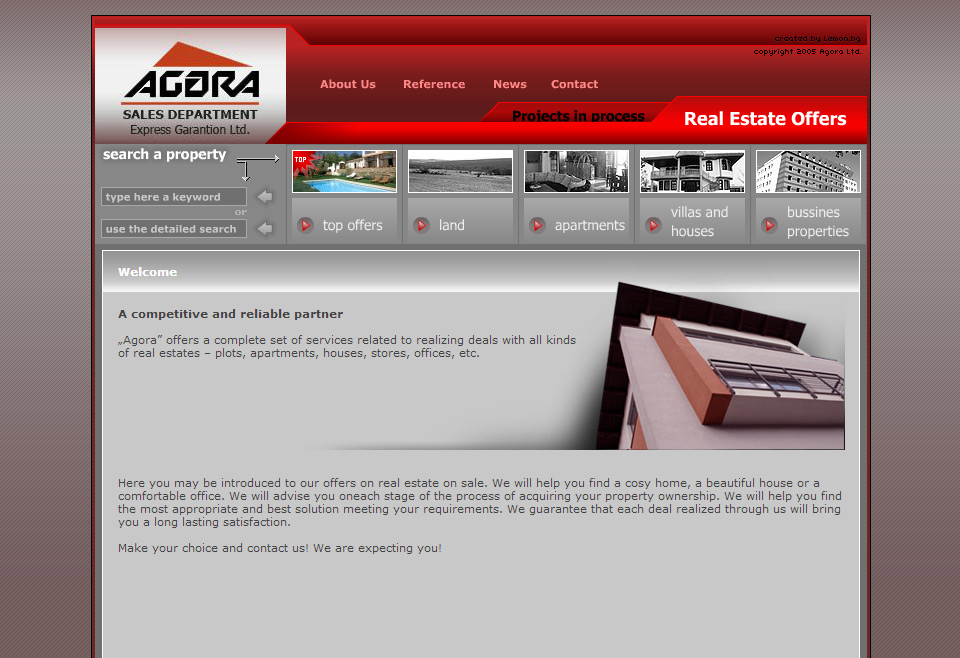 created by Lemon.bg
copyright 2005 Agora Ltd.
AGORA
SALES DEPARTMENT
Express Garantion Ltd.
About Us Reference News Contact
Projects in process
Real Estate Offers
search a property
type here a keyword
or
use the detailed search
TOP
top offers
land
apartments
villas and
houses
bussines
properties
Welcome
A competitive and reliable partner
„Agora” offers a complete set of services related to realizing deals with all kinds
of real estates – plots, apartments, houses, stores, offices, etc.
Here you may be introduced to our offers on real estate on sale. We will help you find a cosy home, a beautiful house or a
comfortable office. We will advise you oneach stage of the process of acquiring your property ownership. We will help you find
the most appropriate and best solution meeting your requirements. We guarantee that each deal realized through us will bring
you a long lasting satisfaction.
Make your choice and contact us! We are expecting you!